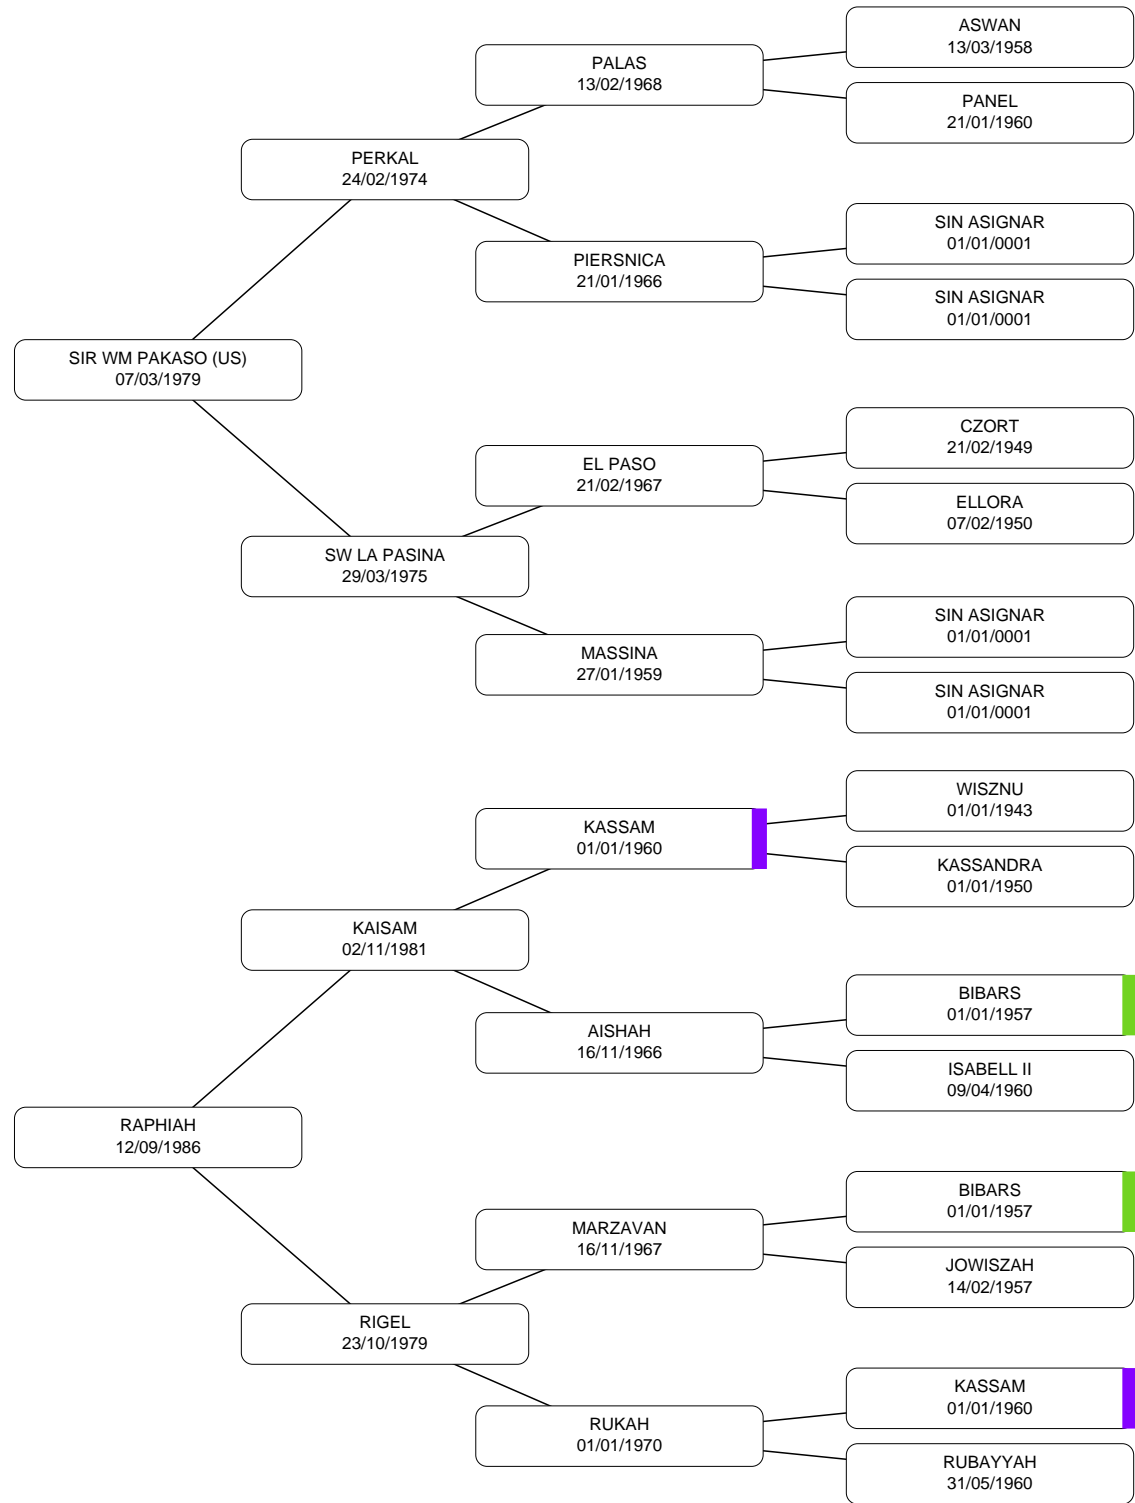 ASWAN
13/03/1958
PALAS
13/02/1968
PANEL
21/01/1960
PERKAL
24/02/1974
SIN ASIGNAR
01/01/0001
PIERSNICA
21/01/1966
SIN ASIGNAR
01/01/0001
SIR WM PAKASO (US)
07/03/1979
CZORT
21/02/1949
EL PASO
21/02/1967
ELLORA
07/02/1950
SW LA PASINA
29/03/1975
SIN ASIGNAR
01/01/0001
MASSINA
27/01/1959
SIN ASIGNAR
01/01/0001
WISZNU
01/01/1943
KASSAM
01/01/1960
KASSANDRA
01/01/1950
KAISAM
02/11/1981
BIBARS
01/01/1957
AISHAH
16/11/1966
ISABELL II
09/04/1960
RAPHIAH
12/09/1986
BIBARS
01/01/1957
MARZAVAN
16/11/1967
JOWISZAH
14/02/1957
RIGEL
23/10/1979
KASSAM
01/01/1960
RUKAH
01/01/1970
RUBAYYAH
31/05/1960